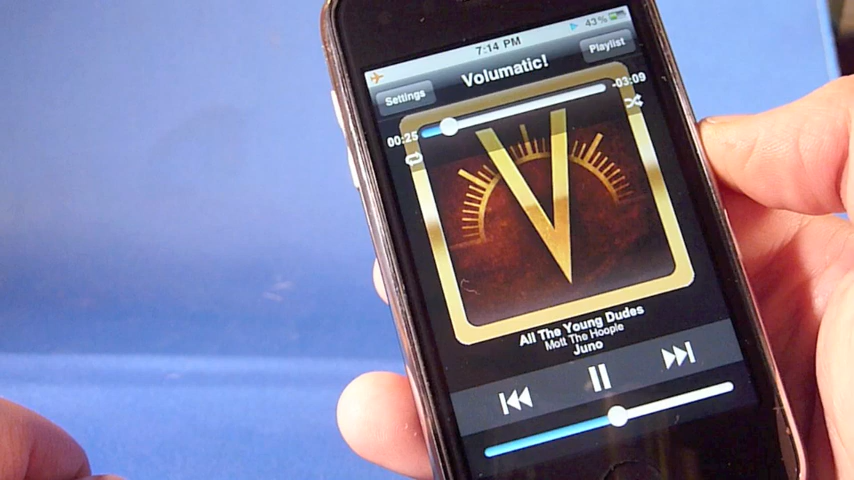 7:14 PM
43%
Settings
Volumatic!
Playlist
00:25
-03:09
V
All The Young Dudes
Mott The Hoople
Juno